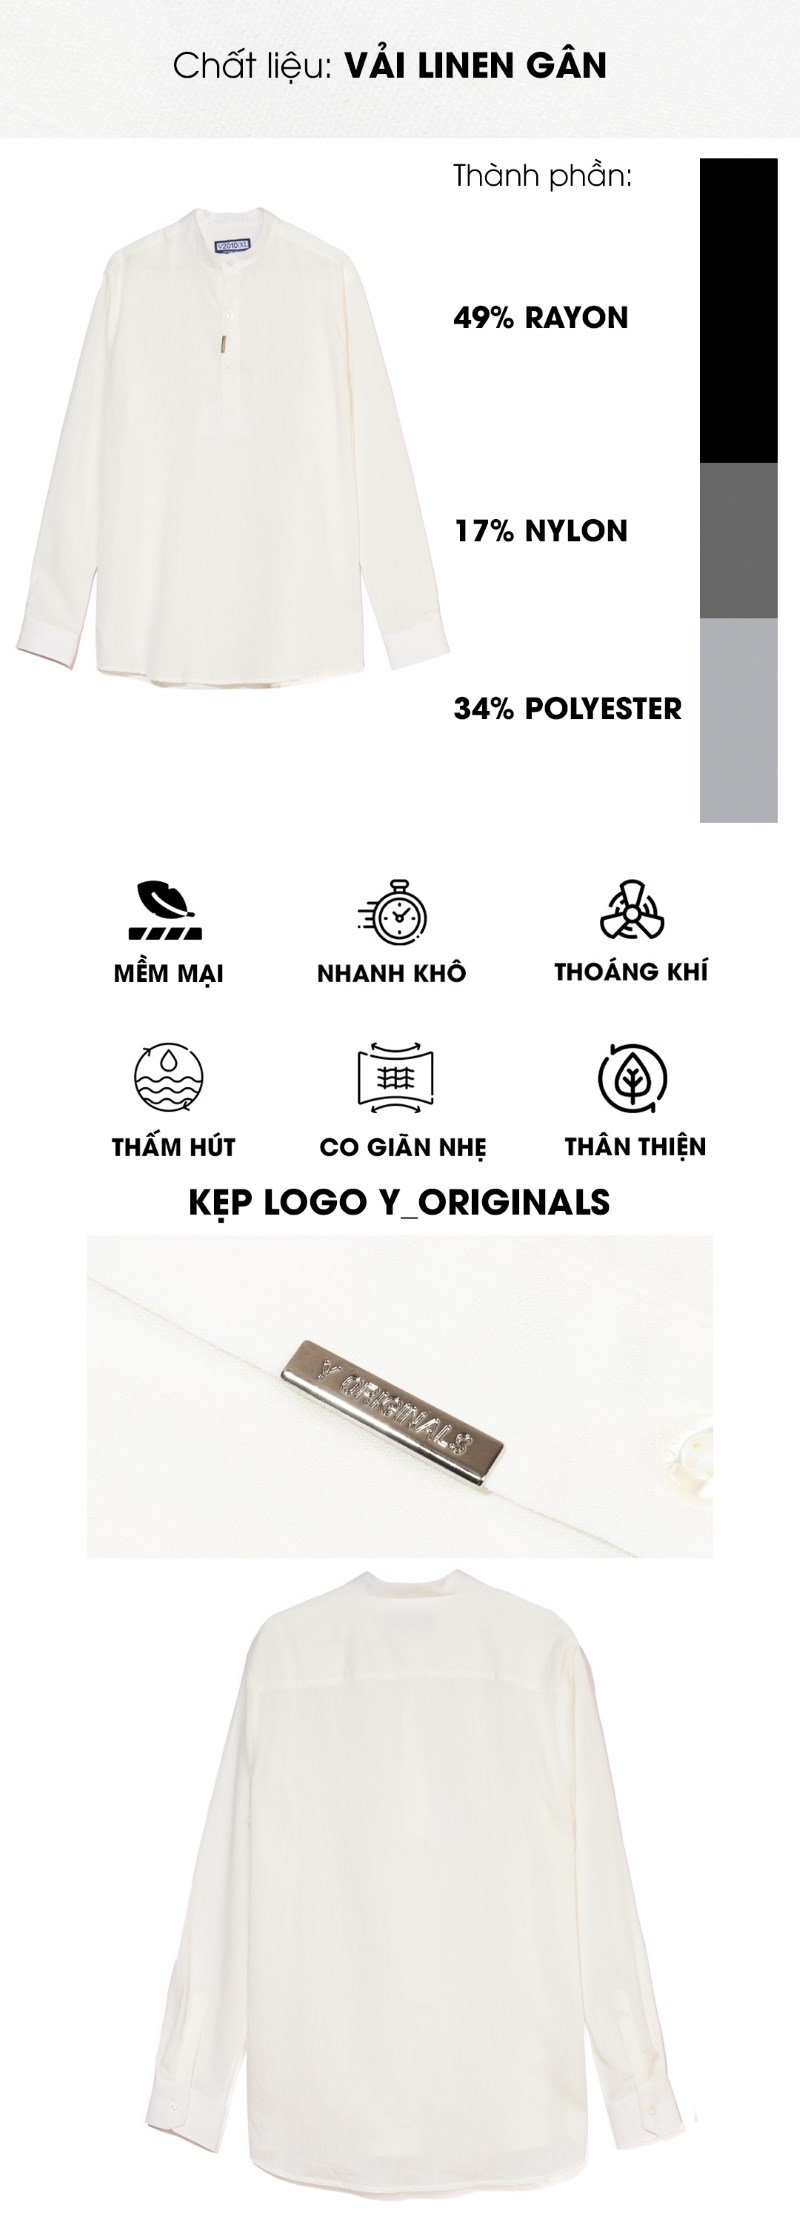 Chất liệu: VẢI LINEN GÂN
Thành phần:
Y2010
49% RAYON
17% NYLON
34% POLYESTER
MỀM MẠI
NHANH KHÔ
THOÁNG KHÍ
THẤM HÚT
CO GIÃN NHẸ
THÂN THIỆN
KẸP LOGO Y_ORIGINALS
Y ORIGINALS